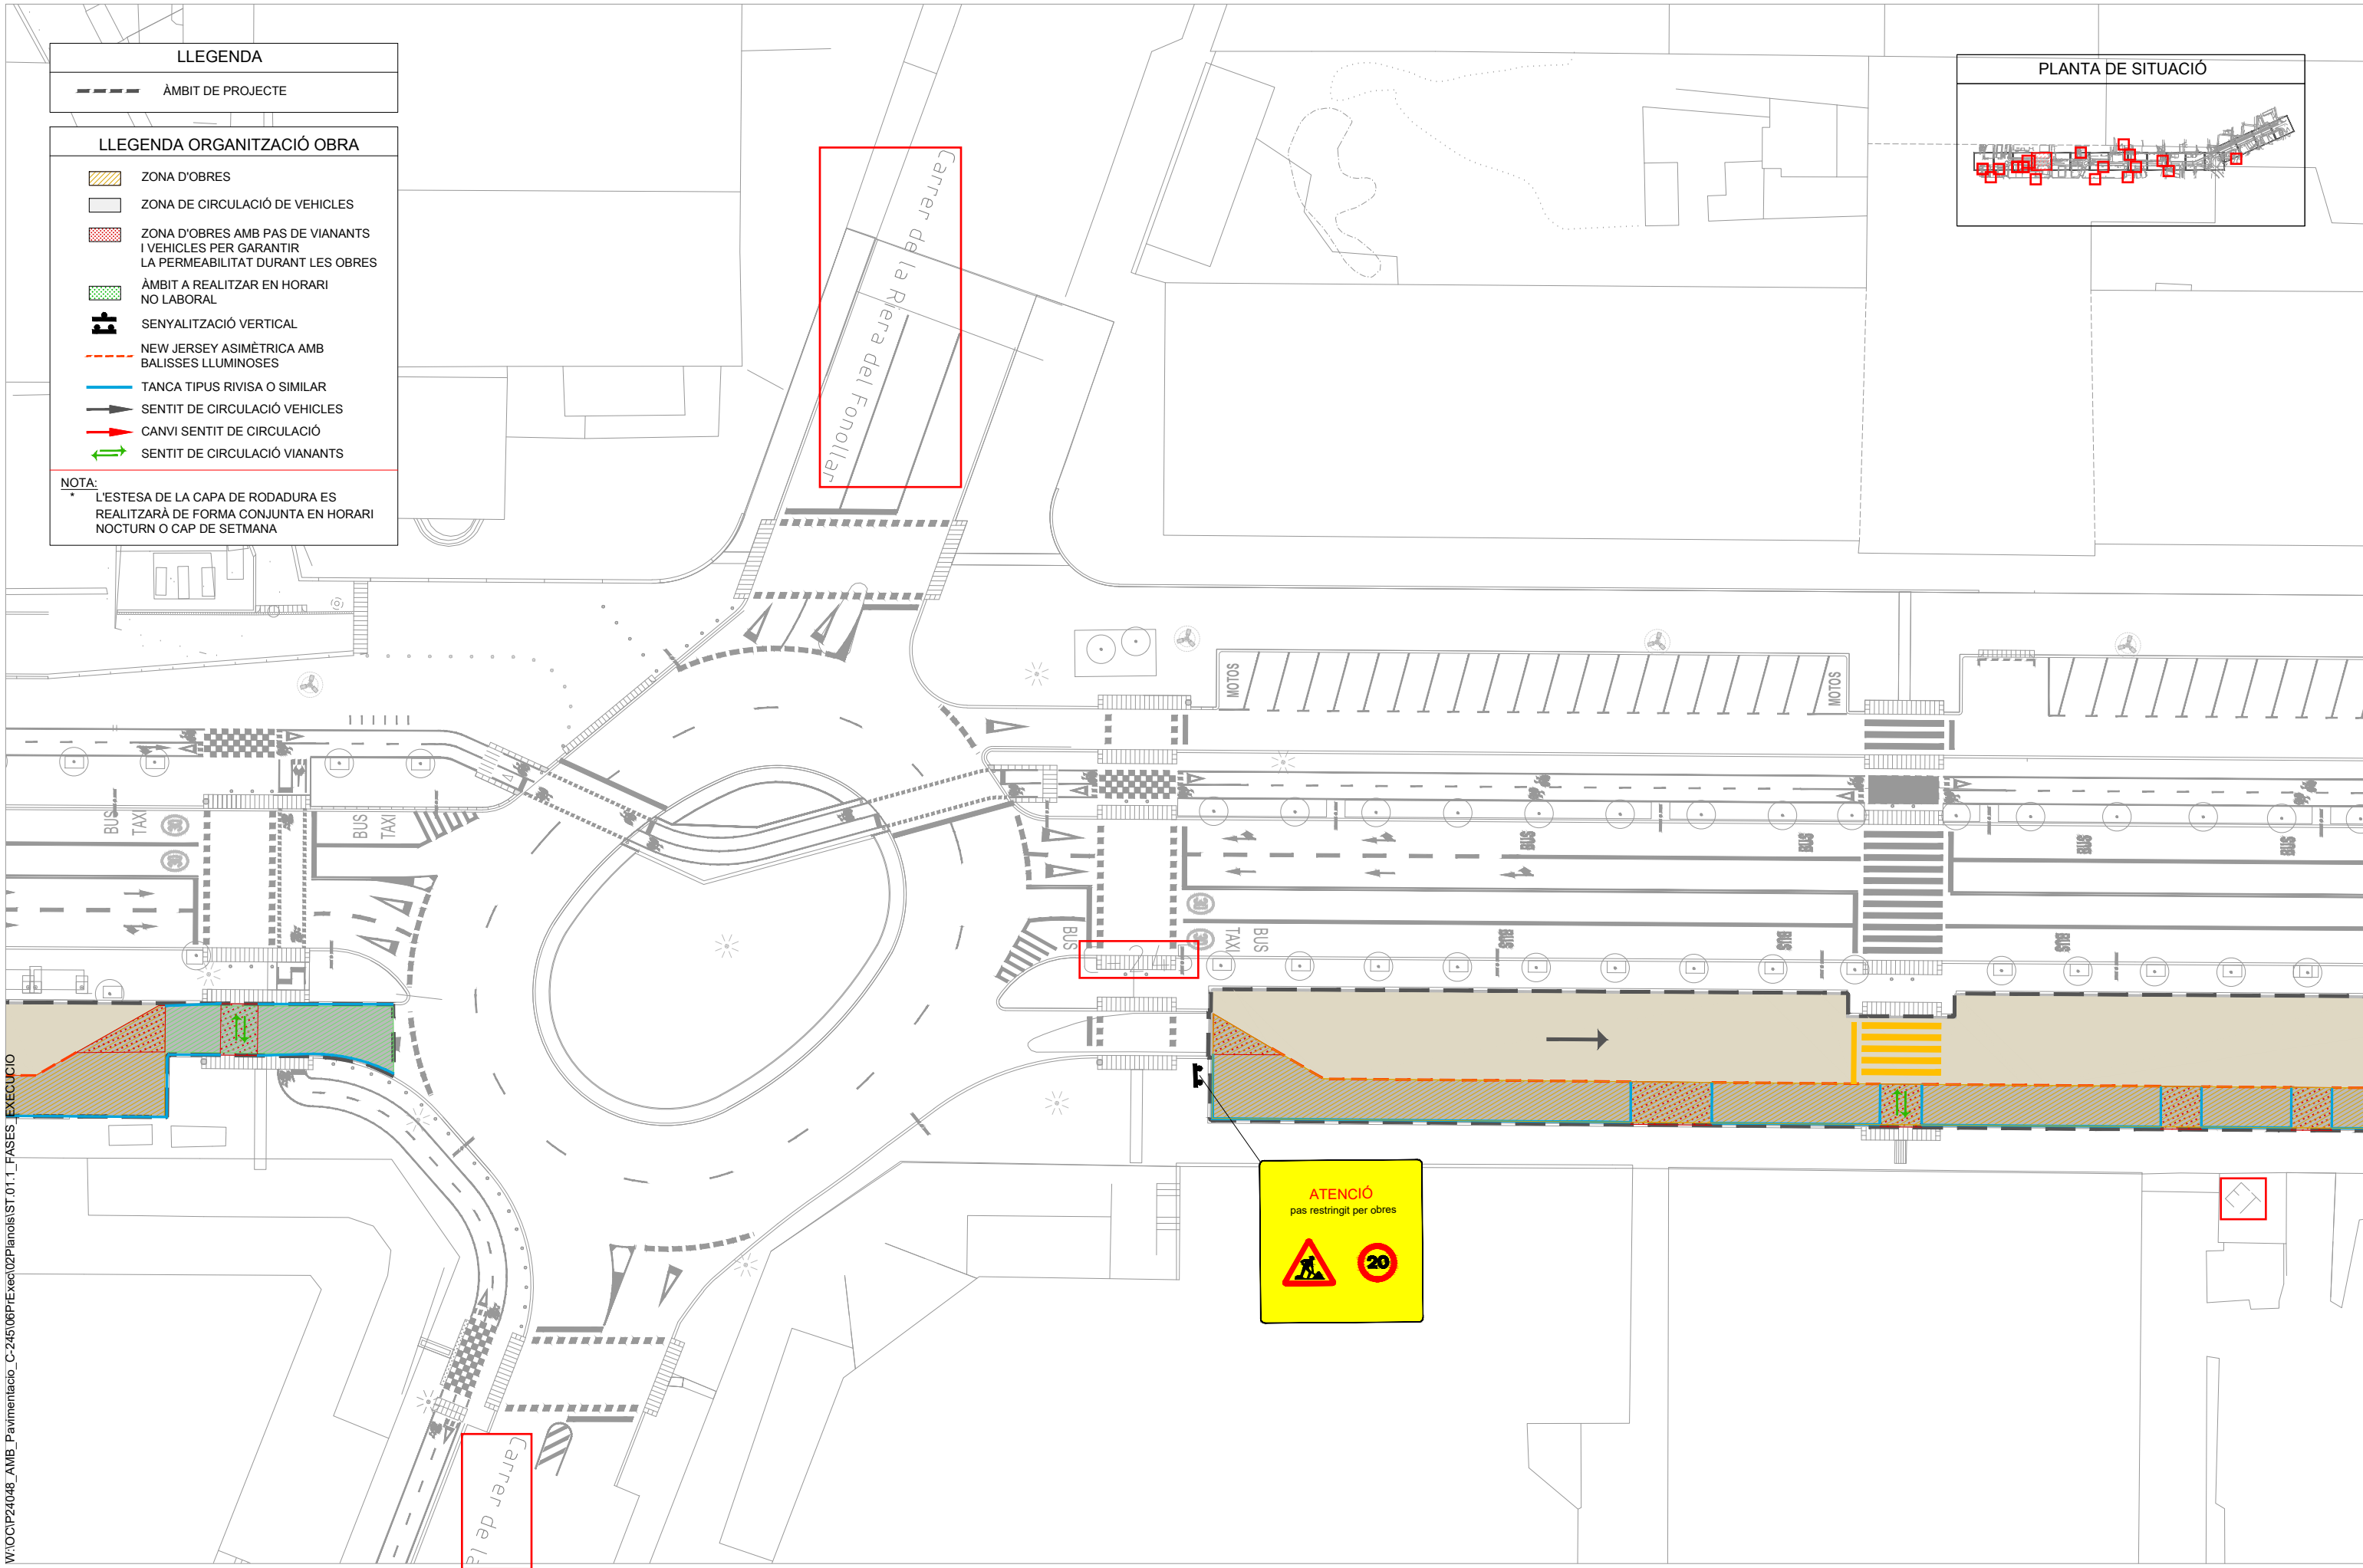 LLEGENDA
ÀMBIT DE PROJECTE
LLEGENDA ORGANITZACIÓ OBRA
ZONA D'OBRES
ZONA DE CIRCULACIÓ DE VEHICLES
ZONA D'OBRES AMB PAS DE VIANANTS
I VEHICLES PER GARANTIR
LA PERMEABILITAT DURANT LES OBRES
ÀMBIT A REALITZAR EN HORARI
NO LABORAL
SENYALITZACIÓ VERTICAL
NEW JERSEY ASIMÈTRICA AMB
BALISSES LLUMINOSES
TANCA TIPUS RIVISA O SIMILAR
SENTIT DE CIRCULACIÓ VEHICLES
CANVI SENTIT DE CIRCULACIÓ
SENTIT DE CIRCULACIÓ VIANANTS
NOTA:
* L'ESTESA DE LA CAPA DE RODADURA ES
REALITZARÀ DE FORMA CONJUNTA EN HORARI
NOCTURN O CAP DE SETMANA
PLANTA DE SITUACIÓ
Carrer de la Riera del Fonollar
MOTOS
MOTOS
BUS
TAXI
BUS
TAXI
BUS
BUS
BUS
BUS
BUS
TAXI
BUS
BUS
BUS
BUS
30
30
C-245
ATENCIÓ
pas restringit per obres
20
Carrer de la
W:\OC\P24048_AMB_Pavimentacio_C-245\06PrExec\02Planols\ST.01.1_FASES_EXECUCIO